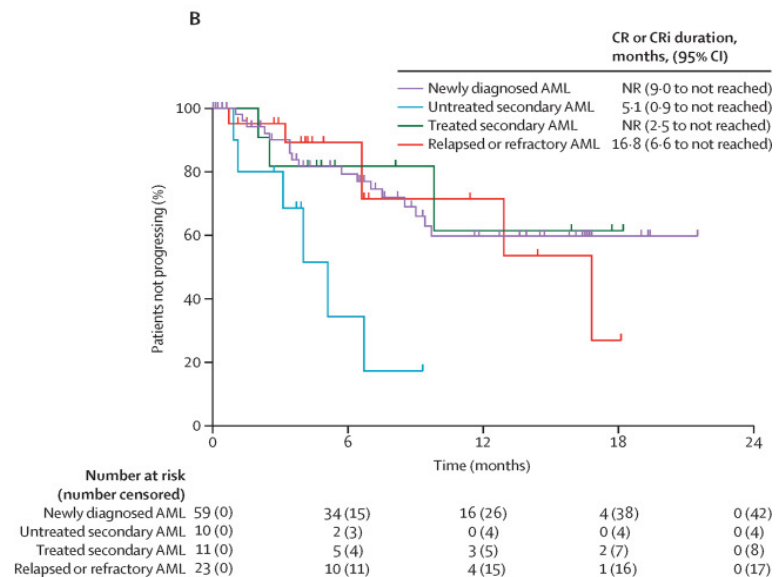 B
CR or CRi duration,
months, (95% CI)
Newly diagnosed AML NR (9·0 to not reached)
Untreated secondary AML 5·1 (0·9 to not reached)
Treated secondary AML NR (2·5 to not reached)
Relapsed or refractory AML 16·8 (6·6 to not reached)
Patients not progressing (%)
100
80
60
40
20
0
0 6 12 18 24
Time (months)
Number at risk
(number censored)
Newly diagnosed AML 59 (0) 34 (15) 16 (26) 4 (38) 0 (42)
Untreated secondary AML 10 (0) 2 (3) 0 (4) 0 (4) 0 (4)
Treated secondary AML 11 (0) 5 (4) 3 (5) 2 (7) 0 (8)
Relapsed or refractory AML 23 (0) 10 (11) 4 (15) 1 (16) 0 (17)